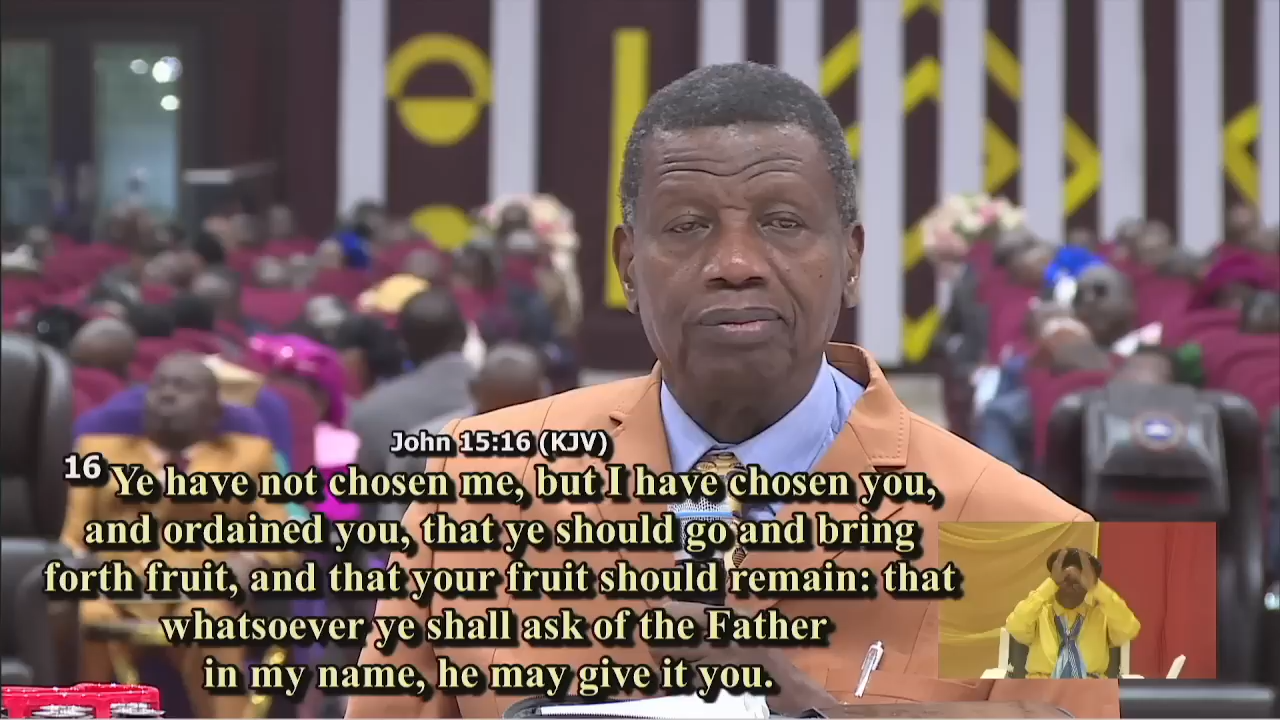 John 15:16 (KJV)
16 Ye have not chosen me, but I have chosen you,
and ordained you, that ye should go and bring
forth fruit, and that your fruit should remain: that
whatsoever ye shall ask of the Father
in my name, he may give it you.